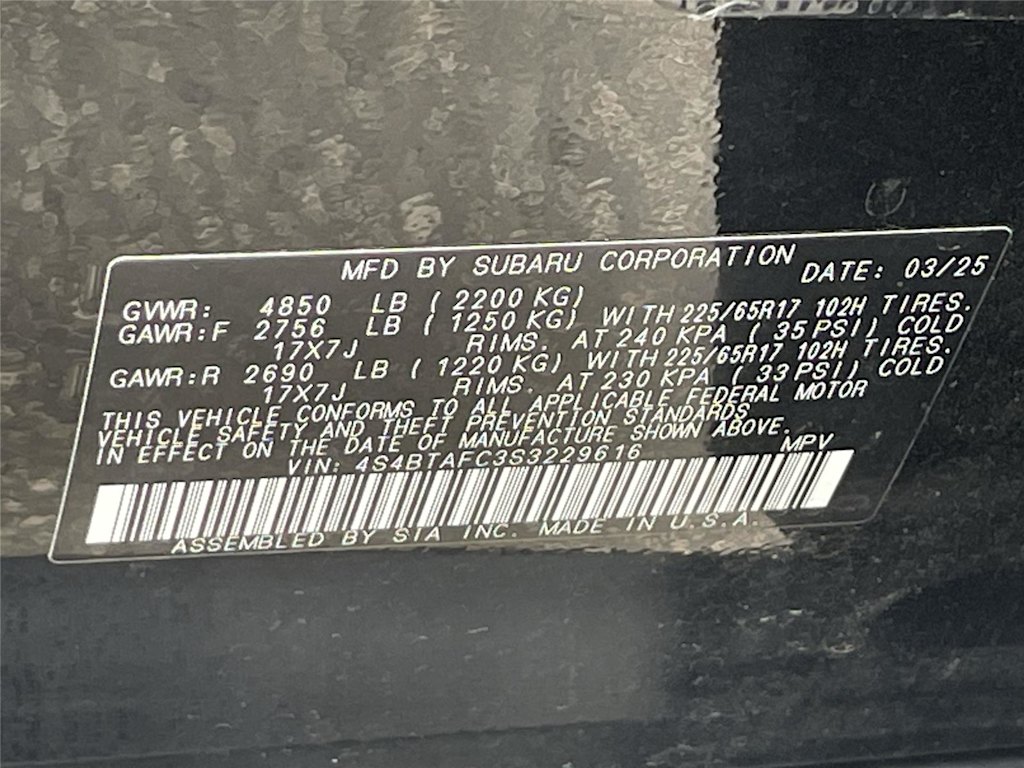 MFD BY SUBARU CORPORATION DATE: 03/25
GVWR: 4850 LB ( 2200 KG)
GAWR:F 2756 LB ( 1250 KG) WITH 225/65R17 102H TIRES.
17X7J RIMS. AT 240 KPA ( 35 PSI) COLD
GAWR:R 2690 LB ( 1220 KG) WITH 225/65R17 102H TIRES.
17X7J RIMS. AT 230 KPA ( 33 PSI) COLD
THIS VEHICLE CONFORMS TO ALL APPLICABLE FEDERAL MOTOR
VEHICLE SAFETY AND THEFT PREVENTION STANDARDS
IN EFFECT ON THE DATE OF MANUFACTURE SHOWN ABOVE.
VIN: 4S4BTAFC3S3229616 MPV
ASSEMBLED BY SIA INC. MADE IN U.S.A.